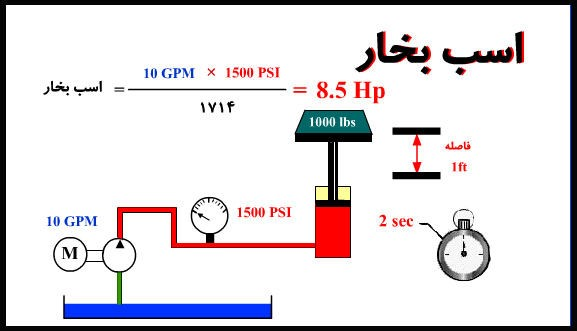 اسب بخار
اسب بخار = 10 GPM × 1500 PSI / ۱۷۱۴ = 8.5 Hp
1000 lbs
فاصله
1ft
10 GPM
1500 PSI
2 sec
M